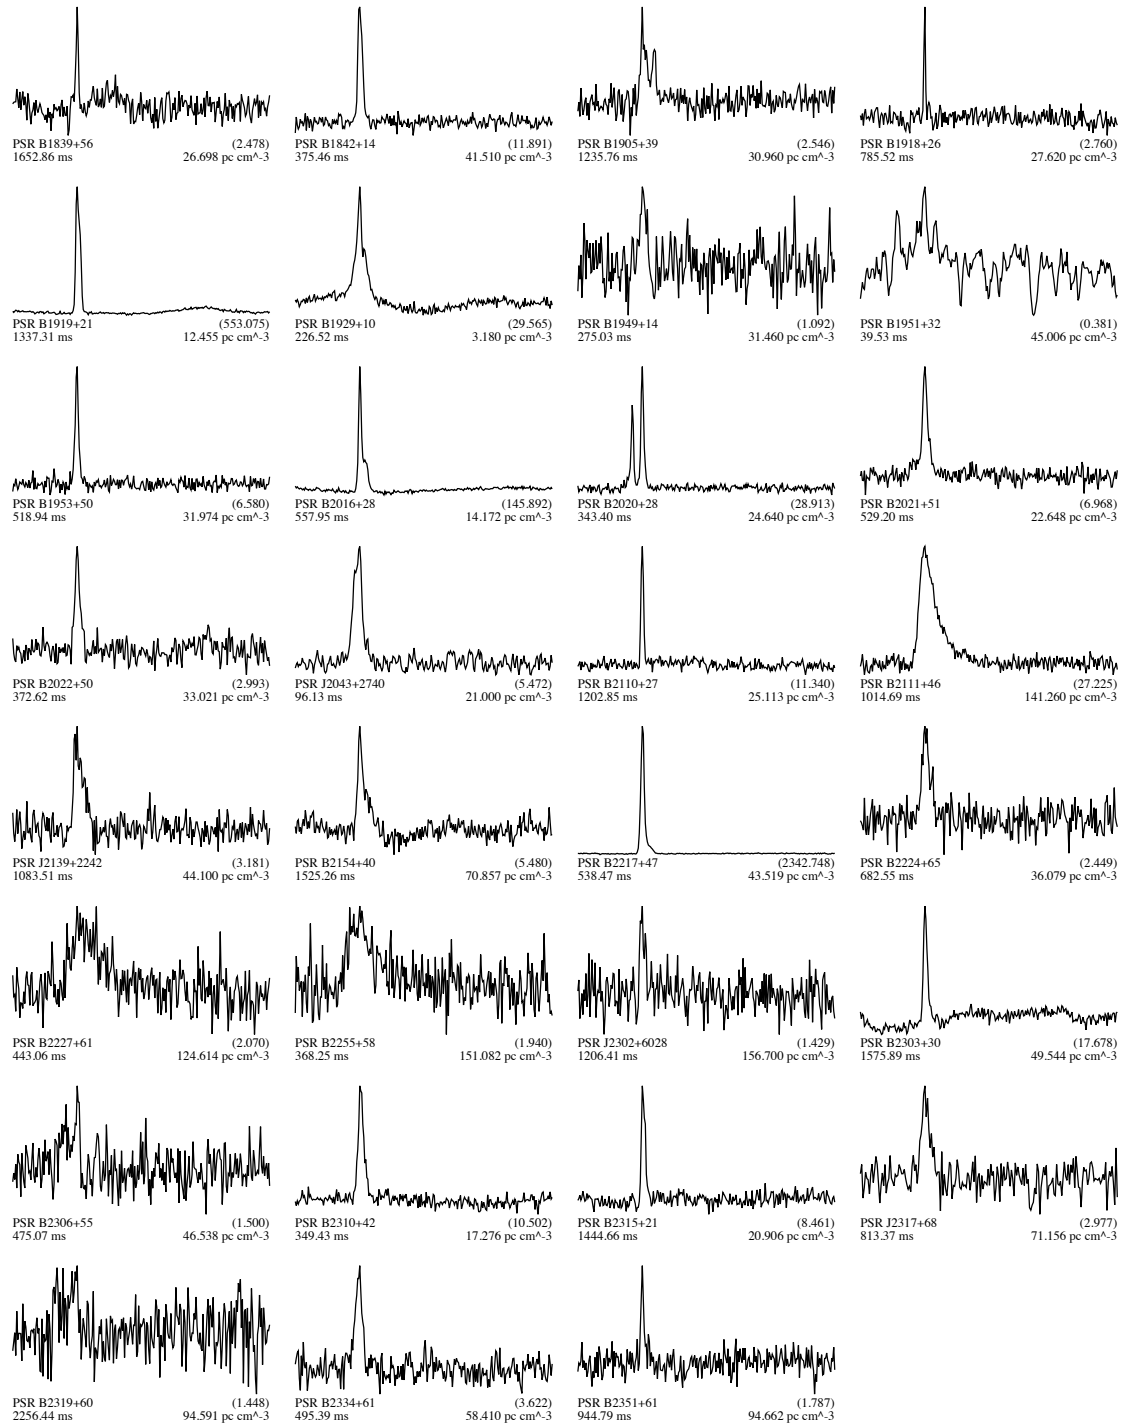 PSR B1839+56 (2.478)
1652.86 ms 26.698 pc cm^-3
PSR B1842+14 (11.891)
375.46 ms 41.510 pc cm^-3
PSR B1905+39 (2.546)
1235.76 ms 30.960 pc cm^-3
PSR B1918+26 (2.760)
785.52 ms 27.620 pc cm^-3
PSR B1919+21 (553.075)
1337.31 ms 12.455 pc cm^-3
PSR B1929+10 (29.565)
226.52 ms 3.180 pc cm^-3
PSR B1949+14 (1.092)
275.03 ms 31.460 pc cm^-3
PSR B1951+32 (0.381)
39.53 ms 45.006 pc cm^-3
PSR B1953+50 (6.580)
518.94 ms 31.974 pc cm^-3
PSR B2016+28 (145.892)
557.95 ms 14.172 pc cm^-3
PSR B2020+28 (28.913)
343.40 ms 24.640 pc cm^-3
PSR B2021+51 (6.968)
529.20 ms 22.648 pc cm^-3
PSR B2022+50 (2.993)
372.62 ms 33.021 pc cm^-3
PSR J2043+2740 (5.472)
96.13 ms 21.000 pc cm^-3
PSR B2110+27 (11.340)
1202.85 ms 25.113 pc cm^-3
PSR B2111+46 (27.225)
1014.69 ms 141.260 pc cm^-3
PSR J2139+2242 (3.181)
1083.51 ms 44.100 pc cm^-3
PSR B2154+40 (5.480)
1525.26 ms 70.857 pc cm^-3
PSR B2217+47 (2342.748)
538.47 ms 43.519 pc cm^-3
PSR B2224+65 (2.449)
682.55 ms 36.079 pc cm^-3
PSR B2227+61 (2.070)
443.06 ms 124.614 pc cm^-3
PSR B2255+58 (1.940)
368.25 ms 151.082 pc cm^-3
PSR J2302+6028 (1.429)
1206.41 ms 156.700 pc cm^-3
PSR B2303+30 (17.678)
1575.89 ms 49.544 pc cm^-3
PSR B2306+55 (1.500)
475.07 ms 46.538 pc cm^-3
PSR B2310+42 (10.502)
349.43 ms 17.276 pc cm^-3
PSR B2315+21 (8.461)
1444.66 ms 20.906 pc cm^-3
PSR J2317+68 (2.977)
813.37 ms 71.156 pc cm^-3
PSR B2319+60 (1.448)
2256.44 ms 94.591 pc cm^-3
PSR B2334+61 (3.622)
495.39 ms 58.410 pc cm^-3
PSR B2351+61 (1.787)
944.79 ms 94.662 pc cm^-3